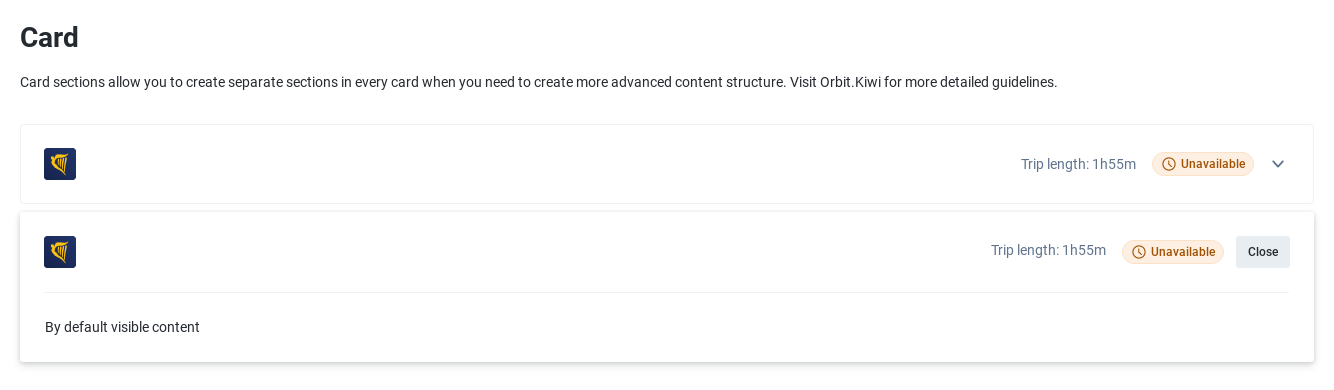 Card
Card sections allow you to create separate sections in every card when you need to create more advanced content structure. Visit Orbit.Kiwi for more detailed guidelines.
Trip length: 1h55m Unavailable
Trip length: 1h55m Unavailable Close
By default visible content